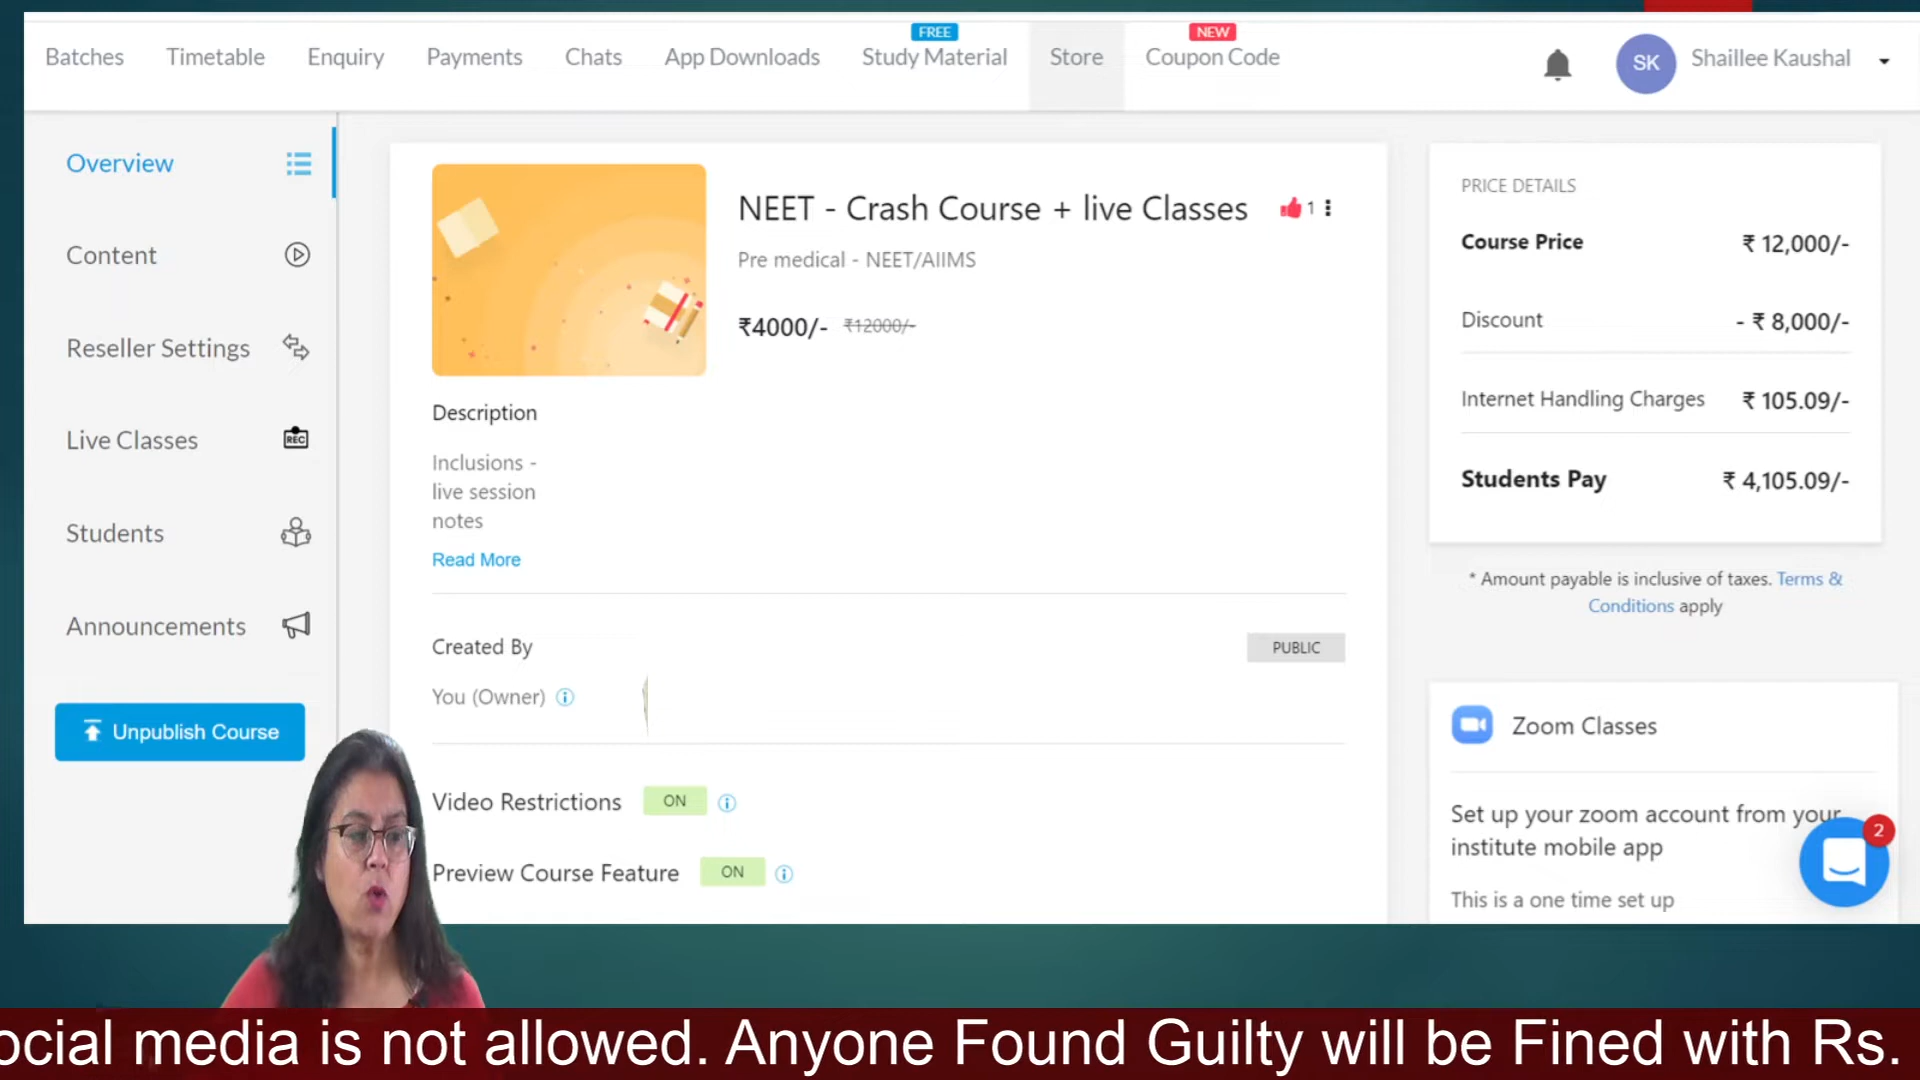 FREE
NEW
Batches
Timetable
Enquiry
Payments
Chats
App Downloads
Study Material
Store
Coupon Code
SK
Shaillee Kaushal
Overview
Content
Reseller Settings
Live Classes
REC
Students
Announcements
Unpublish Course
NEET - Crash Course + live Classes
1
Pre medical - NEET/AIIMS
₹4000/- ₹12000/-
Description
Inclusions -
live session
notes
Read More
Created By
PUBLIC
You (Owner)
Video Restrictions ON
Preview Course Feature ON
PRICE DETAILS
Course Price ₹ 12,000/-
Discount - ₹ 8,000/-
Internet Handling Charges ₹ 105.09/-
Students Pay ₹ 4,105.09/-
* Amount payable is inclusive of taxes. Terms &
Conditions apply
Zoom Classes
Set up your zoom account from your
institute mobile app
This is a one time set up
2
ocial media is not allowed. Anyone Found Guilty will be Fined with Rs.